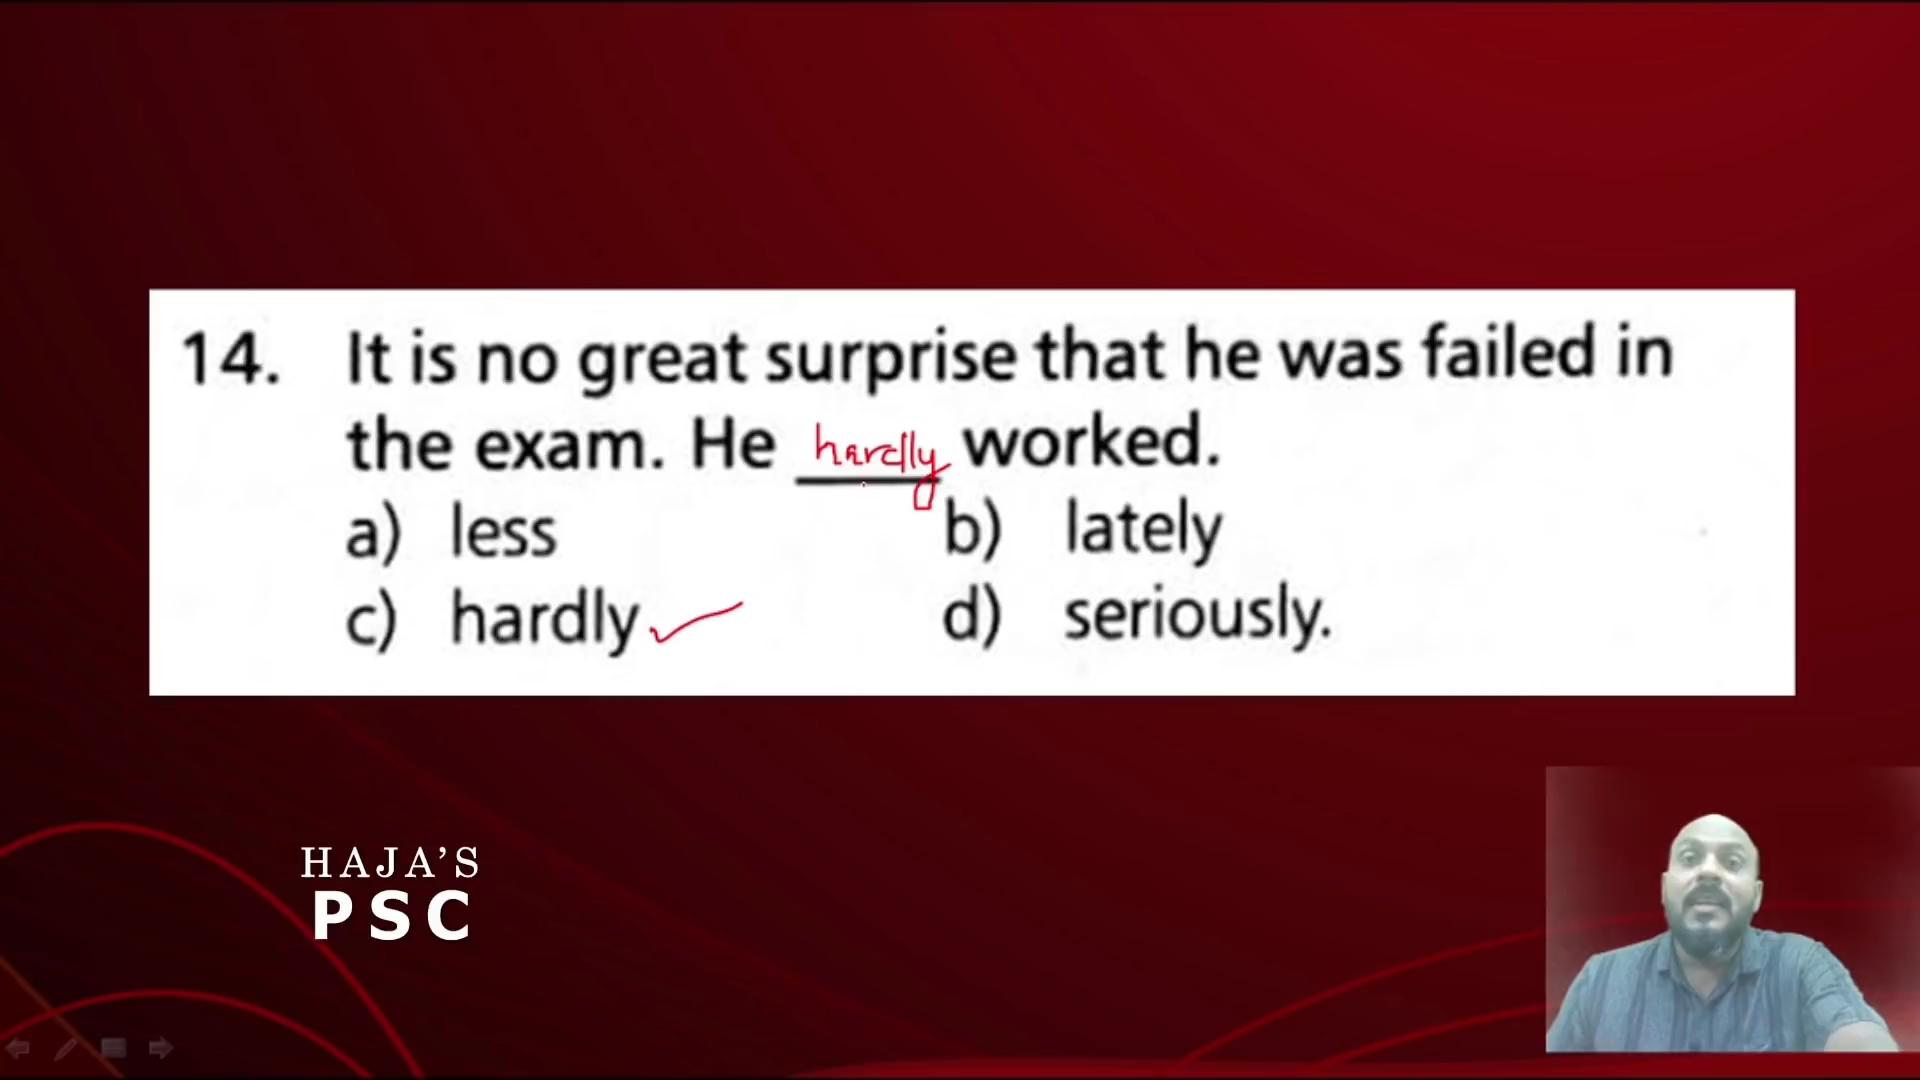 14. It is no great surprise that he was failed in
the exam. He hardly worked.
a) less b) lately
c) hardly d) seriously.
HAJA'S
PSC